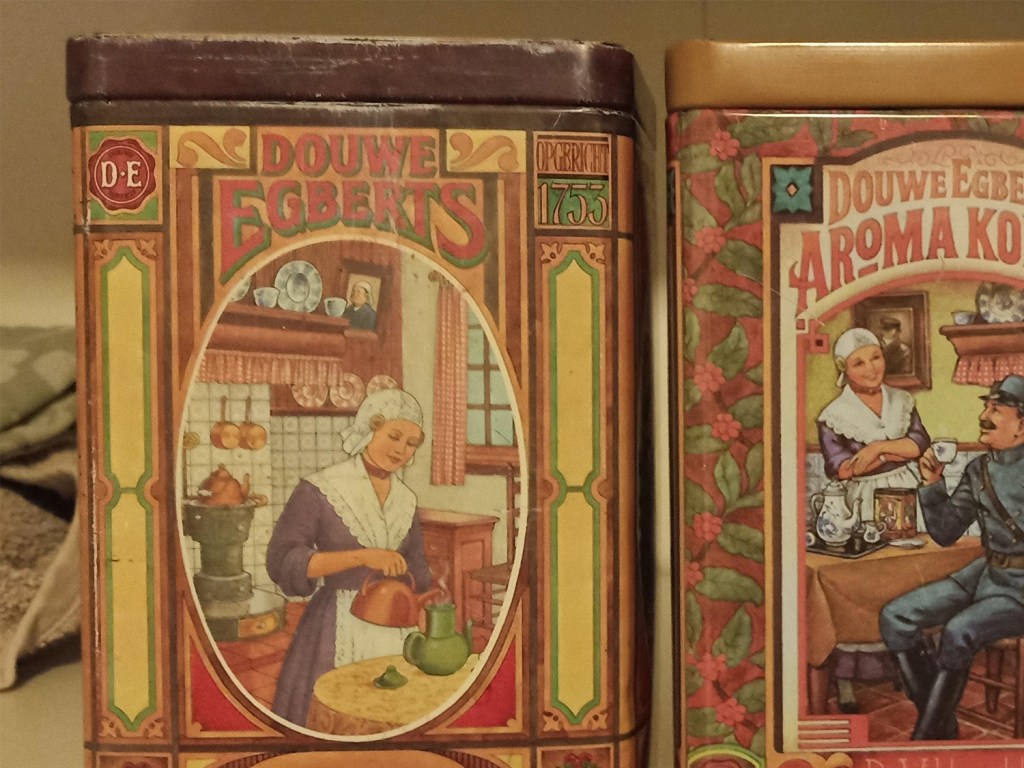 D·E
DOUWE
EGBERTS
OPGERICHT
1753
DOUWE EGBE
AROMA KO